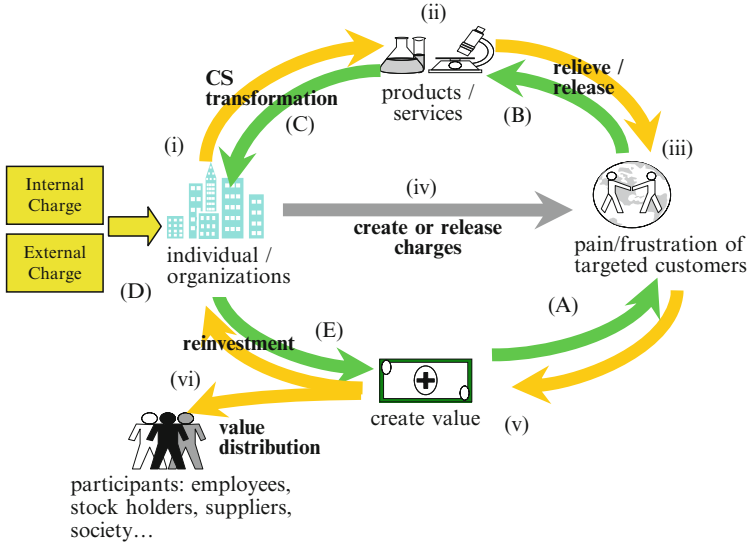 (ii)
CS
transformation
relieve /
release
products /
services
(C)
(B)
(i)
(iii)
Internal
Charge
(iv)
create or release
charges
External
Charge
individual /
organizations
pain/frustration of
targeted customers
(D)
(A)
(E)
reinvestment
(vi)
create value
(v)
value
distribution
participants: employees,
stock holders, suppliers,
society…